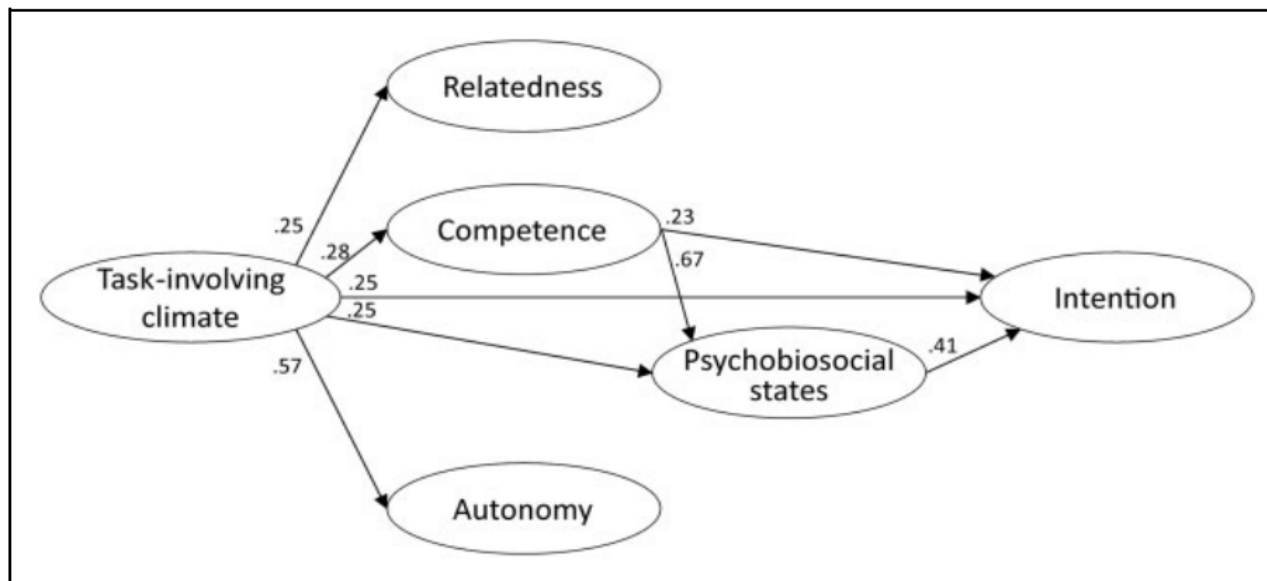 Relatedness
.25
Competence
.23
.28
.67
Task-involving
climate
.25
.25
Intention
Psychobiosocial
states
.41
.57
Autonomy